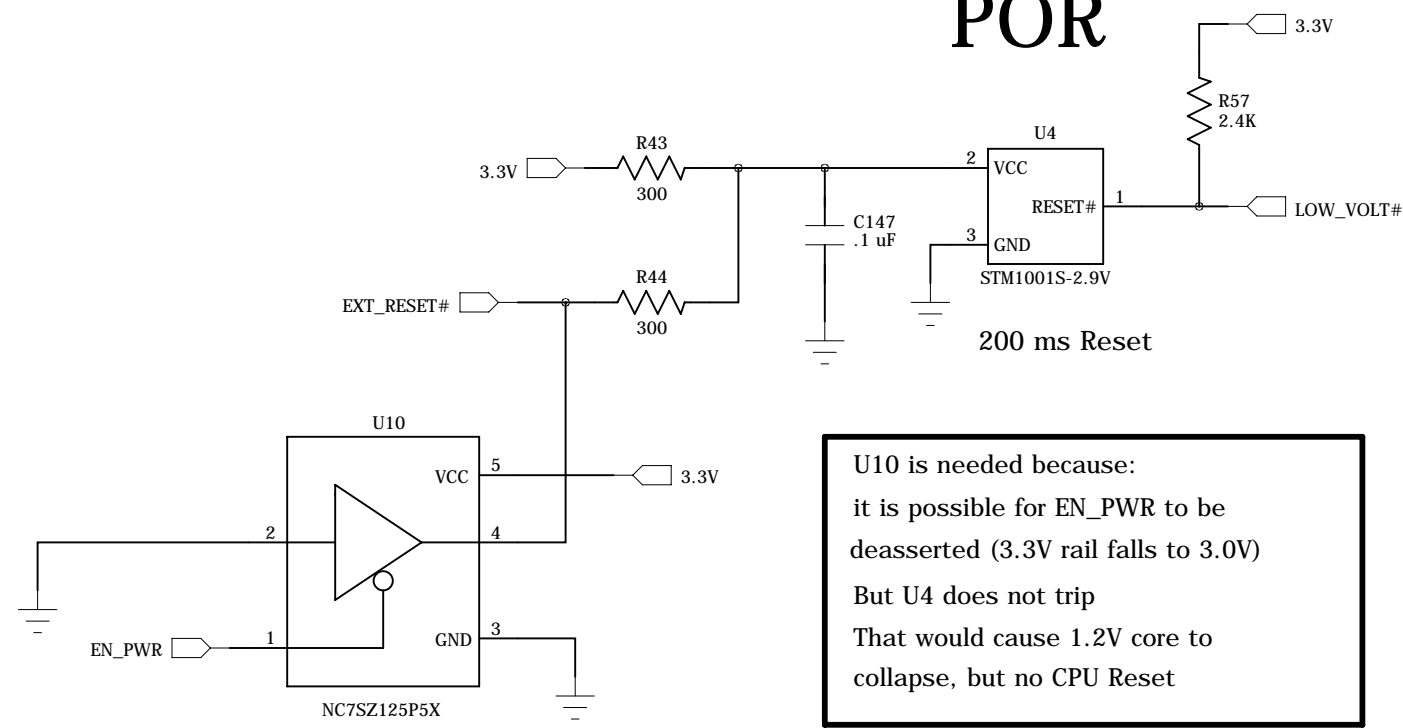 POR
3.3V
R57
2.4K
U4
R43
3.3V
300
2
VCC
RESET#
1
LOW_VOLT#
C147
.1 uF
3
GND
STM1001S-2.9V
R44
EXT_RESET#
300
200 ms Reset
U10
VCC
5
3.3V
2
4
EN_PWR
1
GND
3
NC7SZ125P5X
U10 is needed because:
it is possible for EN_PWR to be
deasserted (3.3V rail falls to 3.0V)
But U4 does not trip
That would cause 1.2V core to
collapse, but no CPU Reset